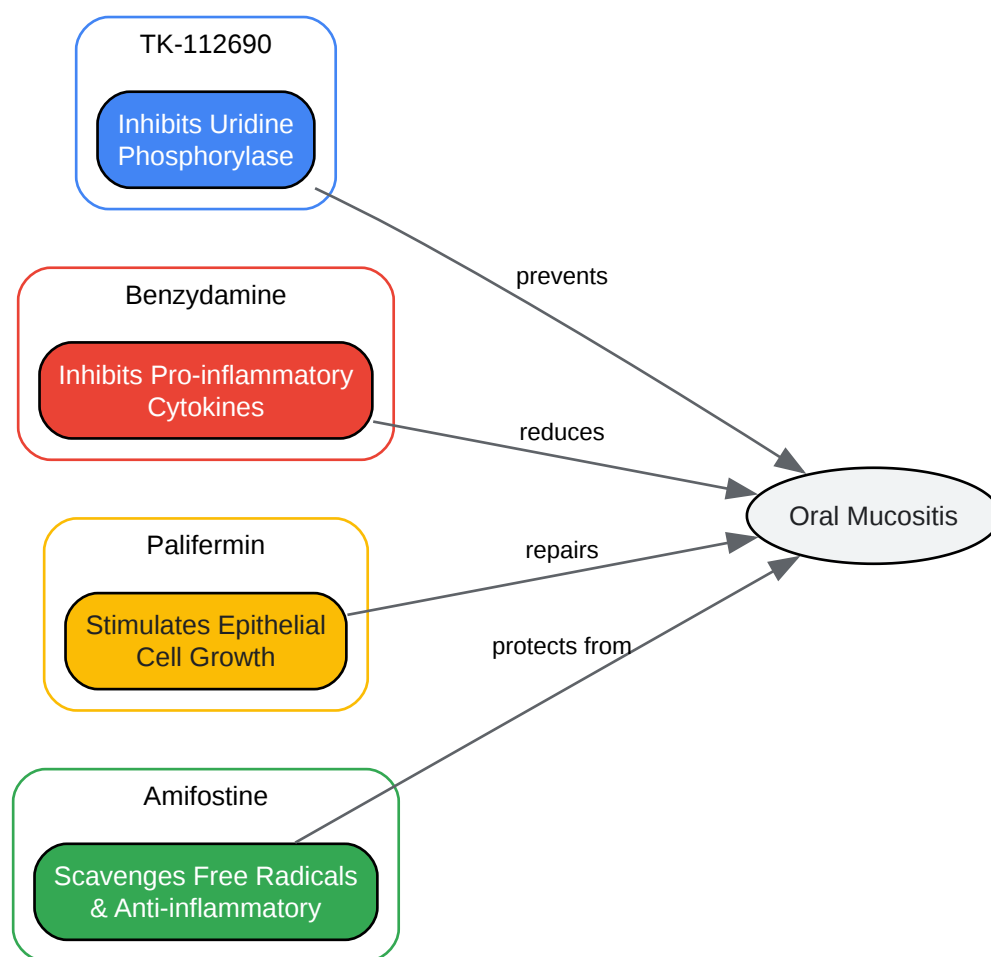 TK-112690
Inhibits Uridine
Phosphorylase
prevents
Benzydamine
Inhibits Pro-inflammatory
Cytokines
reduces
Oral Mucositis
Palifermin
repairs
Stimulates Epithelial
Cell Growth
protects from
Amifostine
Scavenges Free Radicals
& Anti-inflammatory